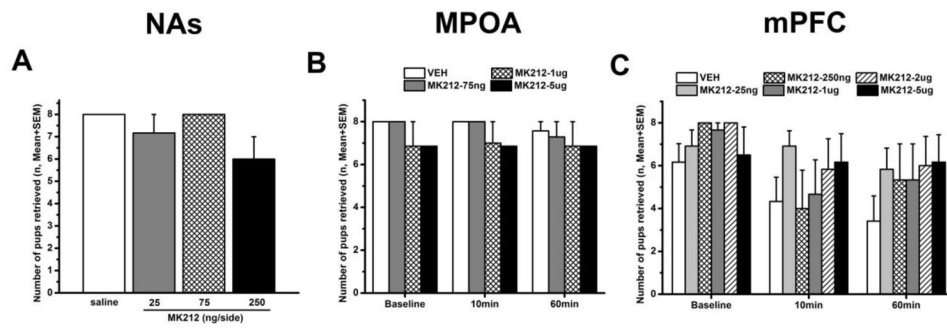 NAs
MPOA
mPFC
A
Number of pups retrieved (n, Mean+SEM)
8
7
6
5
4
3
2
1
0
saline
25
75
250
MK212 (ng/side)
B
VEH
MK212-1ug
MK212-75ng
MK212-5ug
Number of pups retrieved (n, Mean+SEM)
8
6
4
2
0
Baseline
10min
60min
C
VEH
MK212-250ng
MK212-2ug
MK212-25ng
MK212-1ug
MK212-5ug
Number of pups retrieved (n, Mean+SEM)
8
6
4
2
0
Baseline
10min
60min